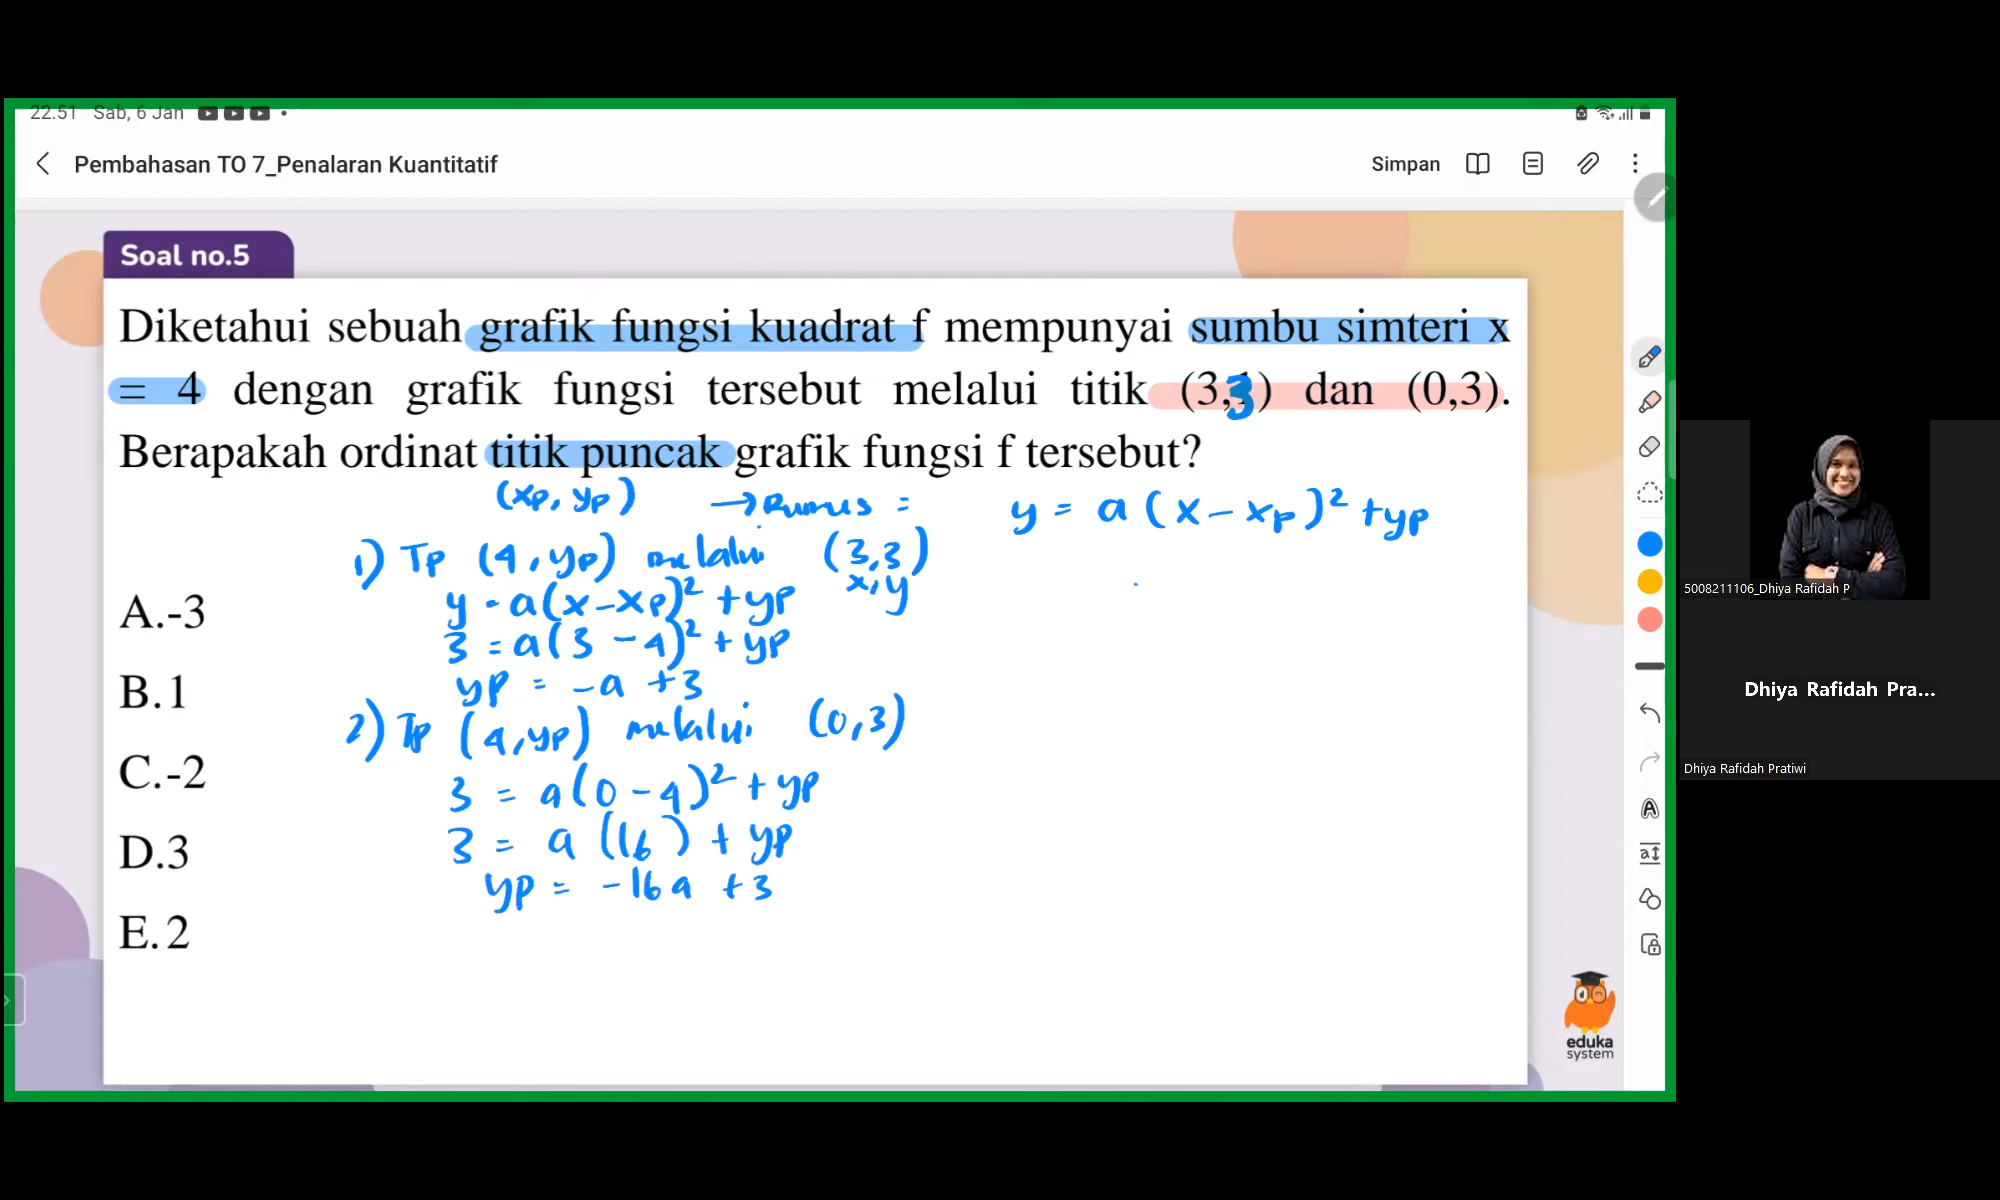 22.51 Sab, 6 Jan
Pembahasan TO 7_Penalaran Kuantitatif
Simpan
Soal no.5
Diketahui sebuah grafik fungsi kuadrat f mempunyai sumbu simteri x
= 4 dengan grafik fungsi tersebut melalui titik (3,3) dan (0,3).
Berapakah ordinat titik puncak grafik fungsi f tersebut?
(xp, yp) → Rumus = y = a(x-xp)² + yp
1) Tp (4, yp) melalui (3,3)
x, y
y = a(x-xp)² + yp
3 = a(3 - 4)² + yp
yp = -a + 3
2) Tp (4, yp) melalui (0,3)
3 = a(0 - 4)² + yp
3 = a (16) + yp
yp = -16a + 3
A.-3
B.1
C.-2
D.3
E.2
eduka
system
5008211106_Dhiya Rafidah P
Dhiya Rafidah Pra...
Dhiya Rafidah Pratiwi